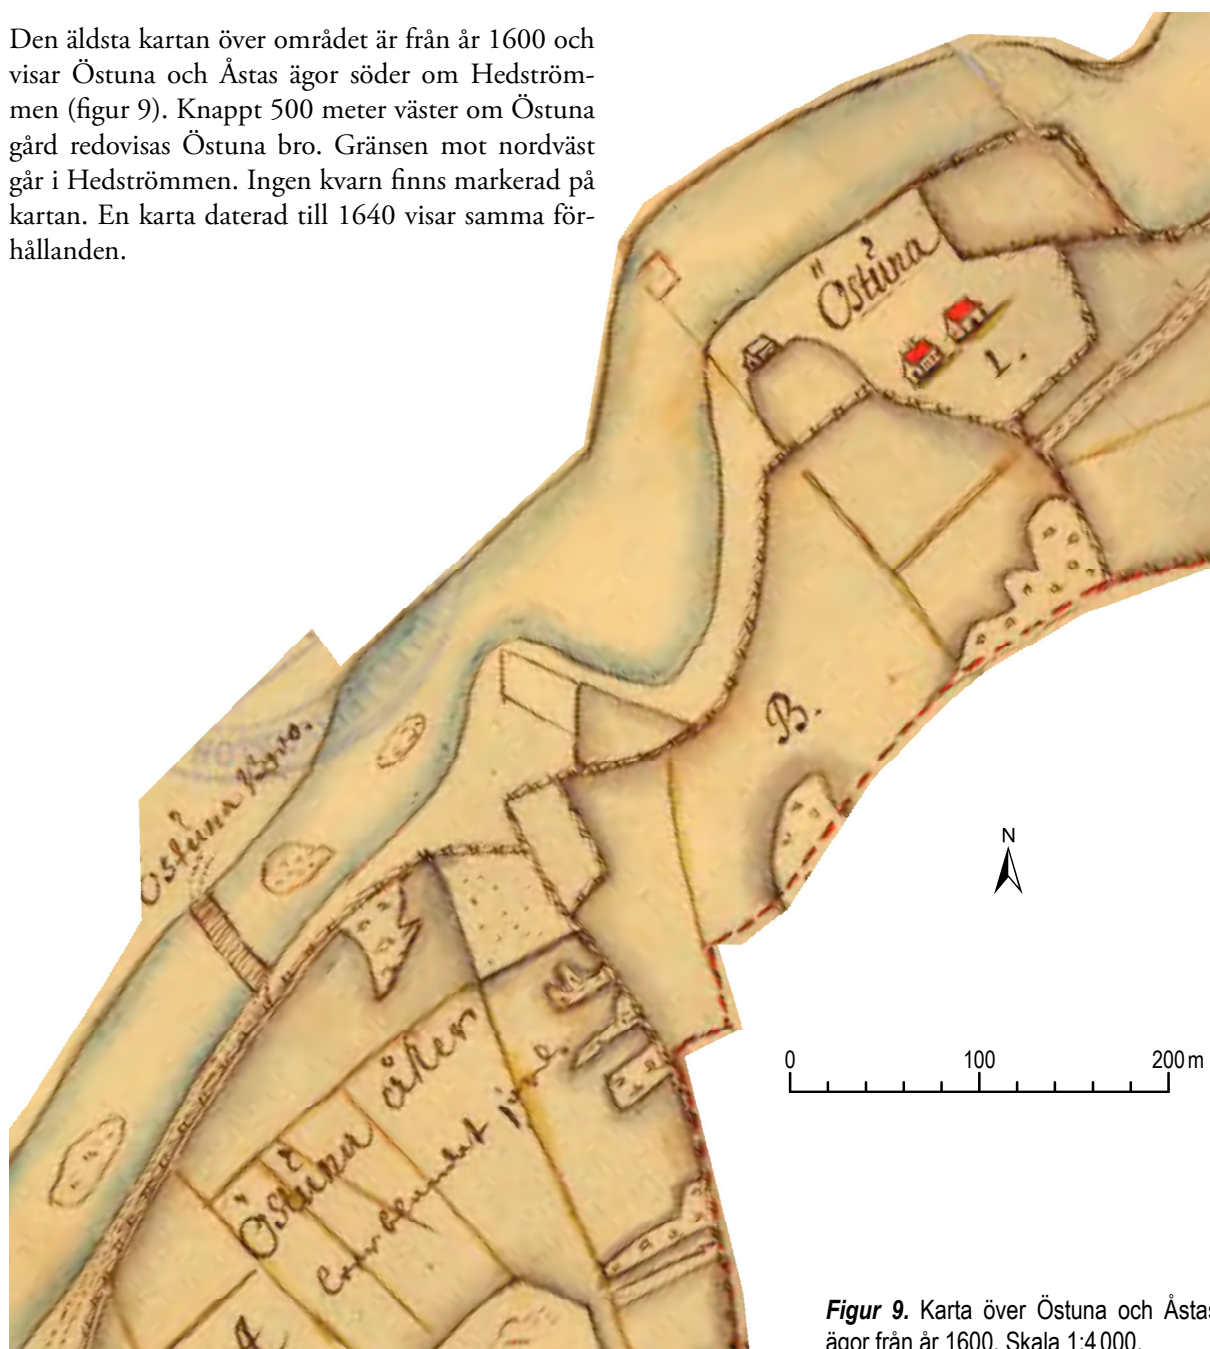 Den äldsta kartan över området är från år 1600 och
visar Östuna och Åstas ägor söder om Hedström-
men (figur 9). Knappt 500 meter väster om Östuna
gård redovisas Östuna bro. Gränsen mot nordväst
går i Hedströmmen. Ingen kvarn finns markerad på
kartan. En karta daterad till 1640 visar samma för-
hållanden.
Östuna
1.
B.
Östuna Bro.
N
0 100 200 m
Östuna åker
A
Figur 9. Karta över Östuna och Åstas
ägor från år 1600. Skala 1:4 000.